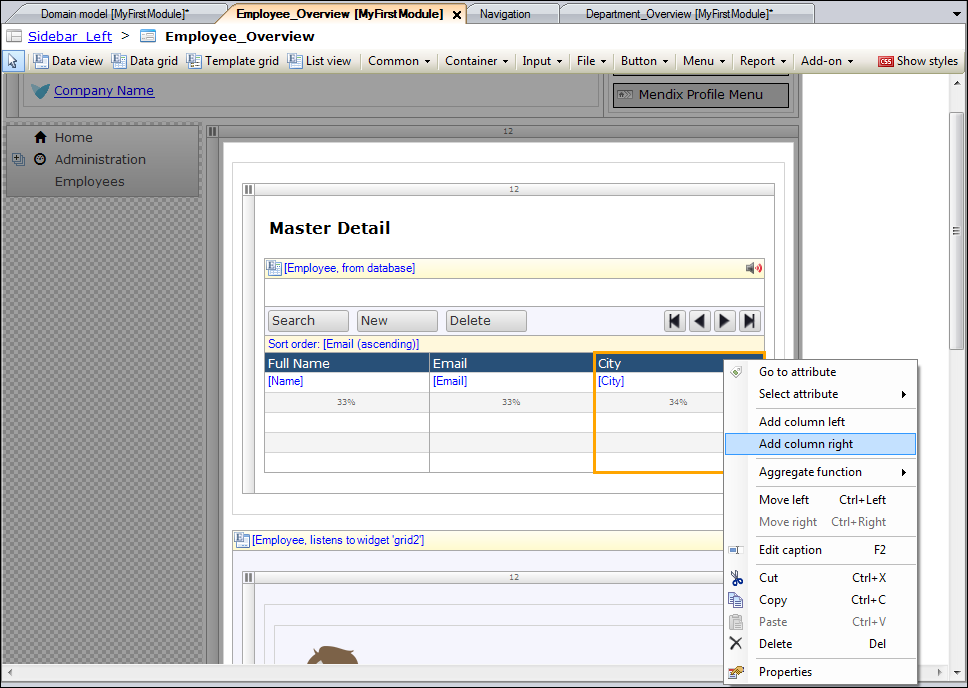 Domain model [MyFirstModule]* Employee_Overview [MyFirstModule] Navigation Department_Overview [MyFirstModule]*
Sidebar_Left > Employee_Overview
Data view Data grid Template grid List view Common Container Input File Button Menu Report Add-on CSS Show styles
Company Name
Mendix Profile Menu
Home
Administration
Employees
12
12
Master Detail
[Employee, from database]
Search New Delete
Sort order: [Email (ascending)]
Full Name Email City
[Name] [Email] [City]
33% 33% 34%
[Employee, listens to widget 'grid2']
12
Go to attribute
Select attribute
Add column left
Add column right
Aggregate function
Move left Ctrl+Left
Move right Ctrl+Right
Edit caption F2
Cut Ctrl+X
Copy Ctrl+C
Paste Ctrl+V
Delete Del
Properties